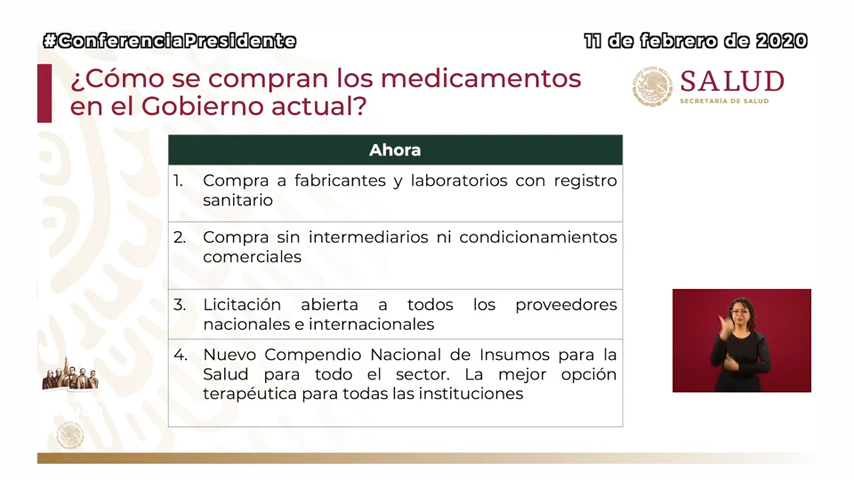 #ConferenciaPresidente
11 de febrero de 2020
¿Cómo se compran los medicamentos
en el Gobierno actual?
SALUD
SECRETARÍA DE SALUD
Ahora
1. Compra a fabricantes y laboratorios con registro
sanitario
2. Compra sin intermediarios ni condicionamientos
comerciales
3. Licitación abierta a todos los proveedores
nacionales e internacionales
4. Nuevo Compendio Nacional de Insumos para la
Salud para todo el sector. La mejor opción
terapéutica para todas las instituciones